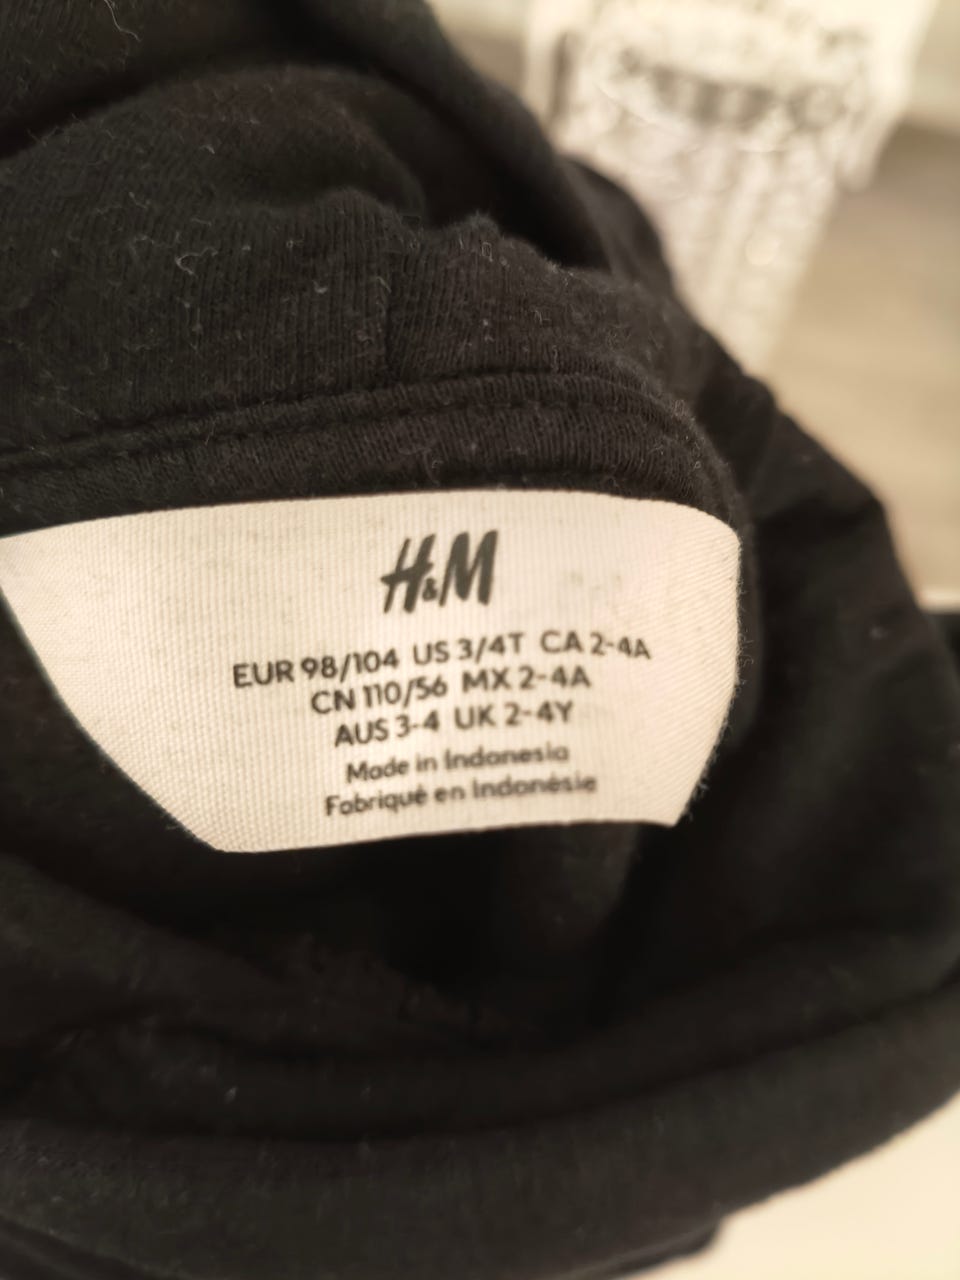 H&M
EUR 98/104 US 3/4T CA 2-4A
CN 110/56 MX 2-4A
AUS 3-4 UK 2-4Y
Made in Indonesia
Fabriqué en Indonésie